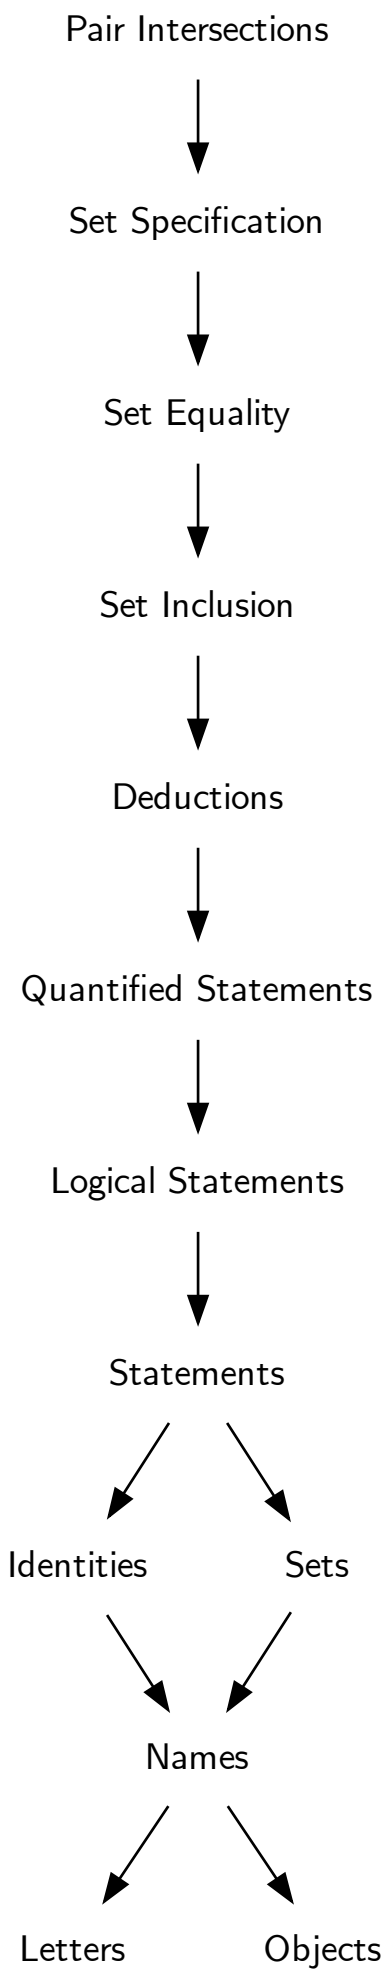 Pair Intersections
Set Specification
Set Equality
Set Inclusion
Deductions
Quantified Statements
Logical Statements
Statements
Identities
Sets
Names
Letters
Objects